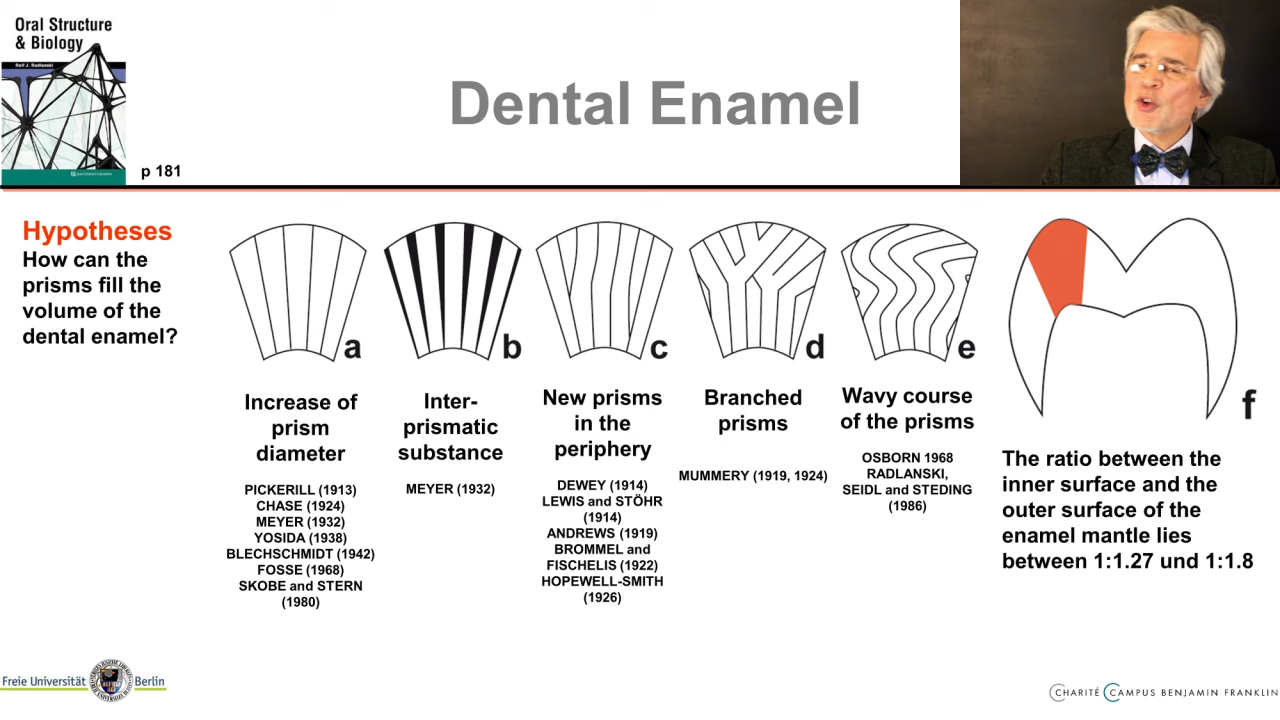 Oral Structure
& Biology
Ralf J. Radlanski
p 181
Dental Enamel
Hypotheses
How can the
prisms fill the
volume of the
dental enamel?
a
Increase of
prism
diameter
PICKERILL (1913)
CHASE (1924)
MEYER (1932)
YOSIDA (1938)
BLECHSCHMIDT (1942)
FOSSE (1968)
SKOBE and STERN
(1980)
b
Inter-
prismatic
substance
MEYER (1932)
c
New prisms
in the
periphery
DEWEY (1914)
LEWIS and STÖHR
(1914)
ANDREWS (1919)
BROMMEL and
FISCHELIS (1922)
HOPEWELL-SMITH
(1926)
d
Branched
prisms
MUMMERY (1919, 1924)
e
Wavy course
of the prisms
OSBORN 1968
RADLANSKI,
SEIDL and STEDING
(1986)
f
The ratio between the
inner surface and the
outer surface of the
enamel mantle lies
between 1:1.27 und 1:1.8
Freie Universität Berlin
CHARITÉ CAMPUS BENJAMIN FRANKLIN